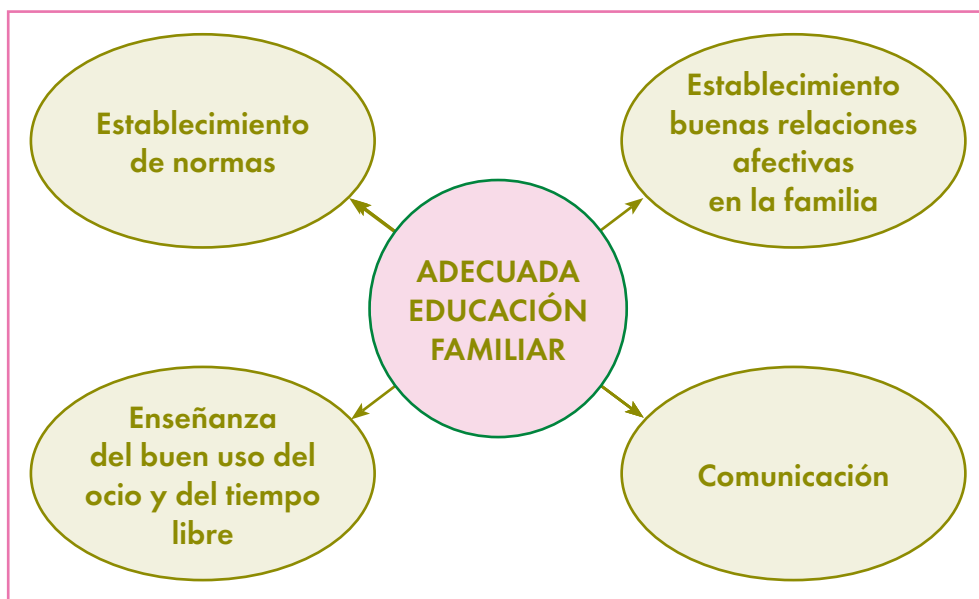 Establecimiento
de normas
Establecimiento
buenas relaciones
afectivas
en la familia
ADECUADA
EDUCACIÓN
FAMILIAR
Enseñanza
del buen uso del
ocio y del tiempo
libre
Comunicación